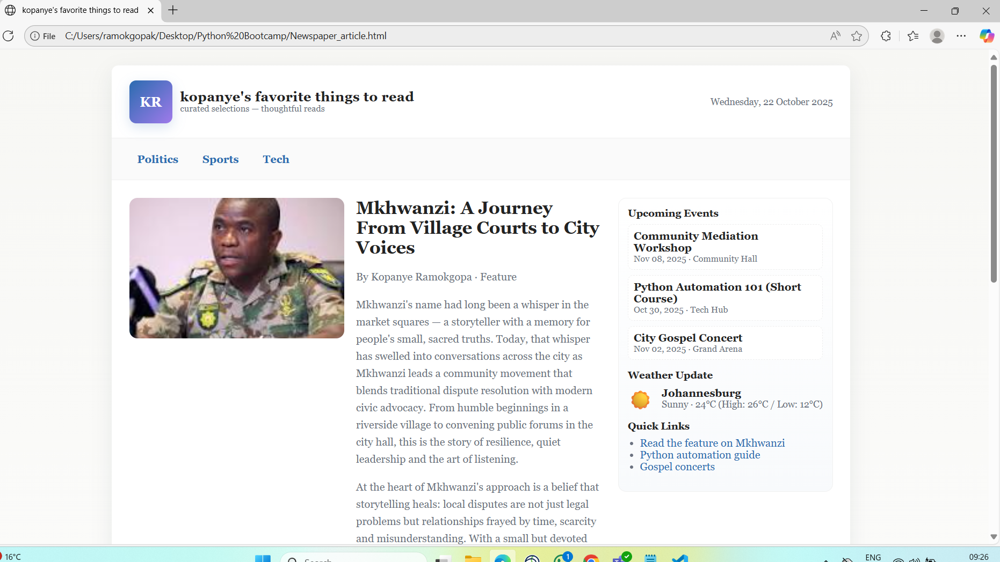 kopanye's favorite things to read
File C:/Users/ramokgopak/Desktop/Python%20Bootcamp/Newspaper_article.html
KR
kopanye's favorite things to read
curated selections — thoughtful reads
Wednesday, 22 October 2025
Politics Sports Tech
Mkhwanzi: A Journey
From Village Courts to City
Voices
By Kopanye Ramokgopa · Feature
Mkhwanzi's name had long been a whisper in the
market squares — a storyteller with a memory for
people's small, sacred truths. Today, that whisper
has swelled into conversations across the city as
Mkhwanzi leads a community movement that
blends traditional dispute resolution with modern
civic advocacy. From humble beginnings in a
riverside village to convening public forums in the
city hall, this is the story of resilience, quiet
leadership and the art of listening.
At the heart of Mkhwanzi's approach is a belief that
storytelling heals: local disputes are not just legal
problems but relationships frayed by time, scarcity
and misunderstanding. With a small but devoted
Upcoming Events
Community Mediation
Workshop
Nov 08, 2025 · Community Hall
Python Automation 101 (Short
Course)
Oct 30, 2025 · Tech Hub
City Gospel Concert
Nov 02, 2025 · Grand Arena
Weather Update
Johannesburg
Sunny · 24°C (High: 26°C / Low: 12°C)
Quick Links
• Read the feature on Mkhwanzi
• Python automation guide
• Gospel concerts
16°C
Search
1
ENG
09:26